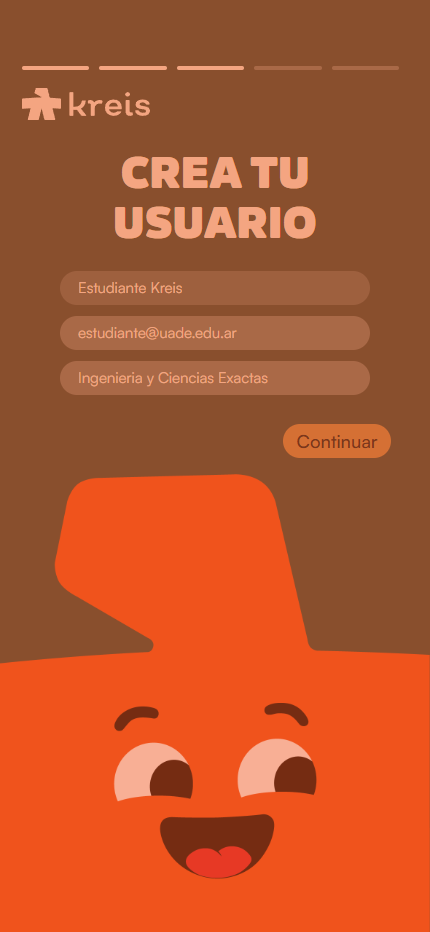 kreis
CREA TU
USUARIO
Estudiante Kreis
estudiante@uade.edu.ar
Ingenieria y Ciencias Exactas
Continuar